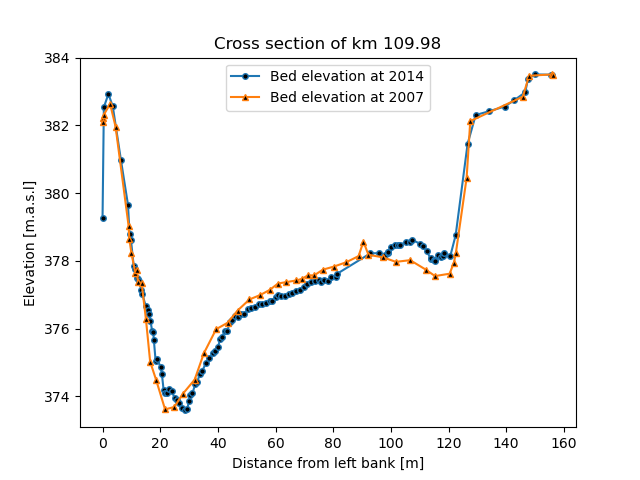 Cross section of km 109.98
Bed elevation at 2014
Bed elevation at 2007
Elevation [m.a.s.l]
384
382
380
378
376
374
0 20 40 60 80 100 120 140 160
Distance from left bank [m]